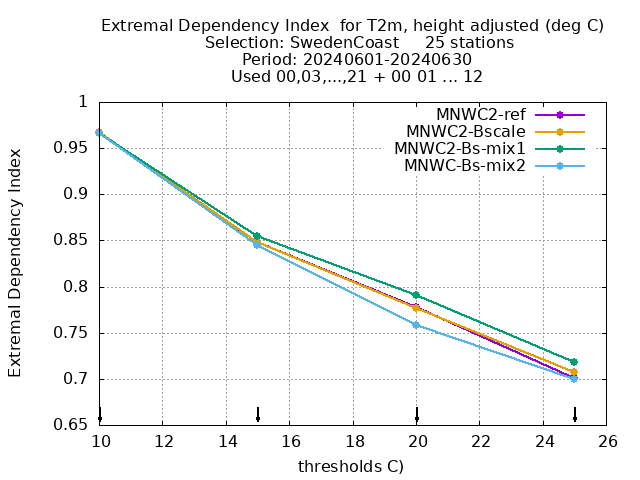 Extremal Dependency Index  for T2m, height adjusted (deg C)
Selection: SwedenCoast     25 stations
Period: 20240601-20240630
Used 00,03,...,21 + 00 01 ... 12
MNWC2-ref
MNWC2-Bscale
MNWC2-Bs-mix1
MNWC-Bs-mix2
Extremal Dependency Index
1
0.95
0.9
0.85
0.8
0.75
0.7
0.65
10 12 14 16 18 20 22 24 26
thresholds C)